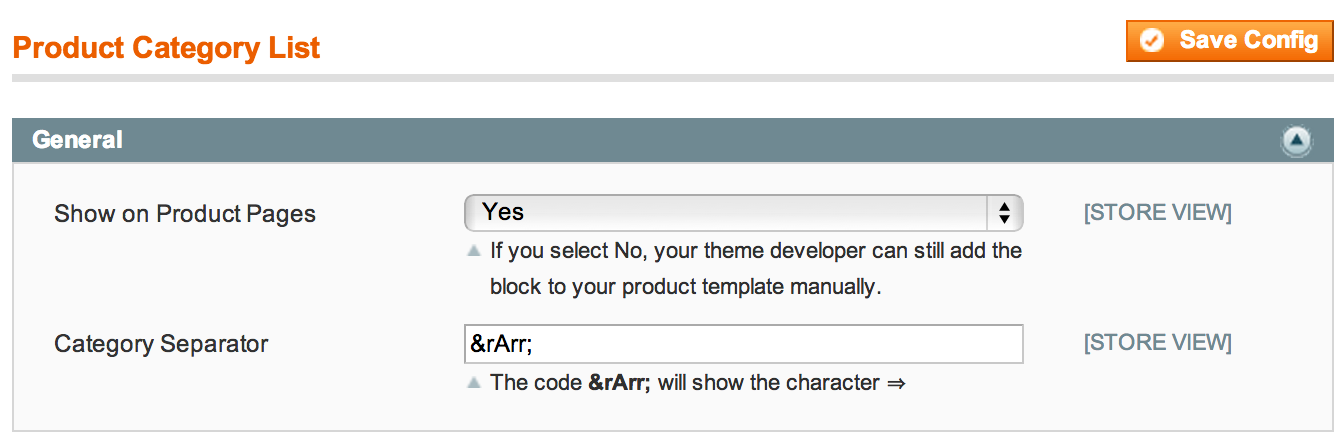 Product Category List
Save Config
General
Show on Product Pages
Yes
[STORE VIEW]
If you select No, your theme developer can still add the
block to your product template manually.
Category Separator
&rArr;
[STORE VIEW]
The code &rArr; will show the character ⇒